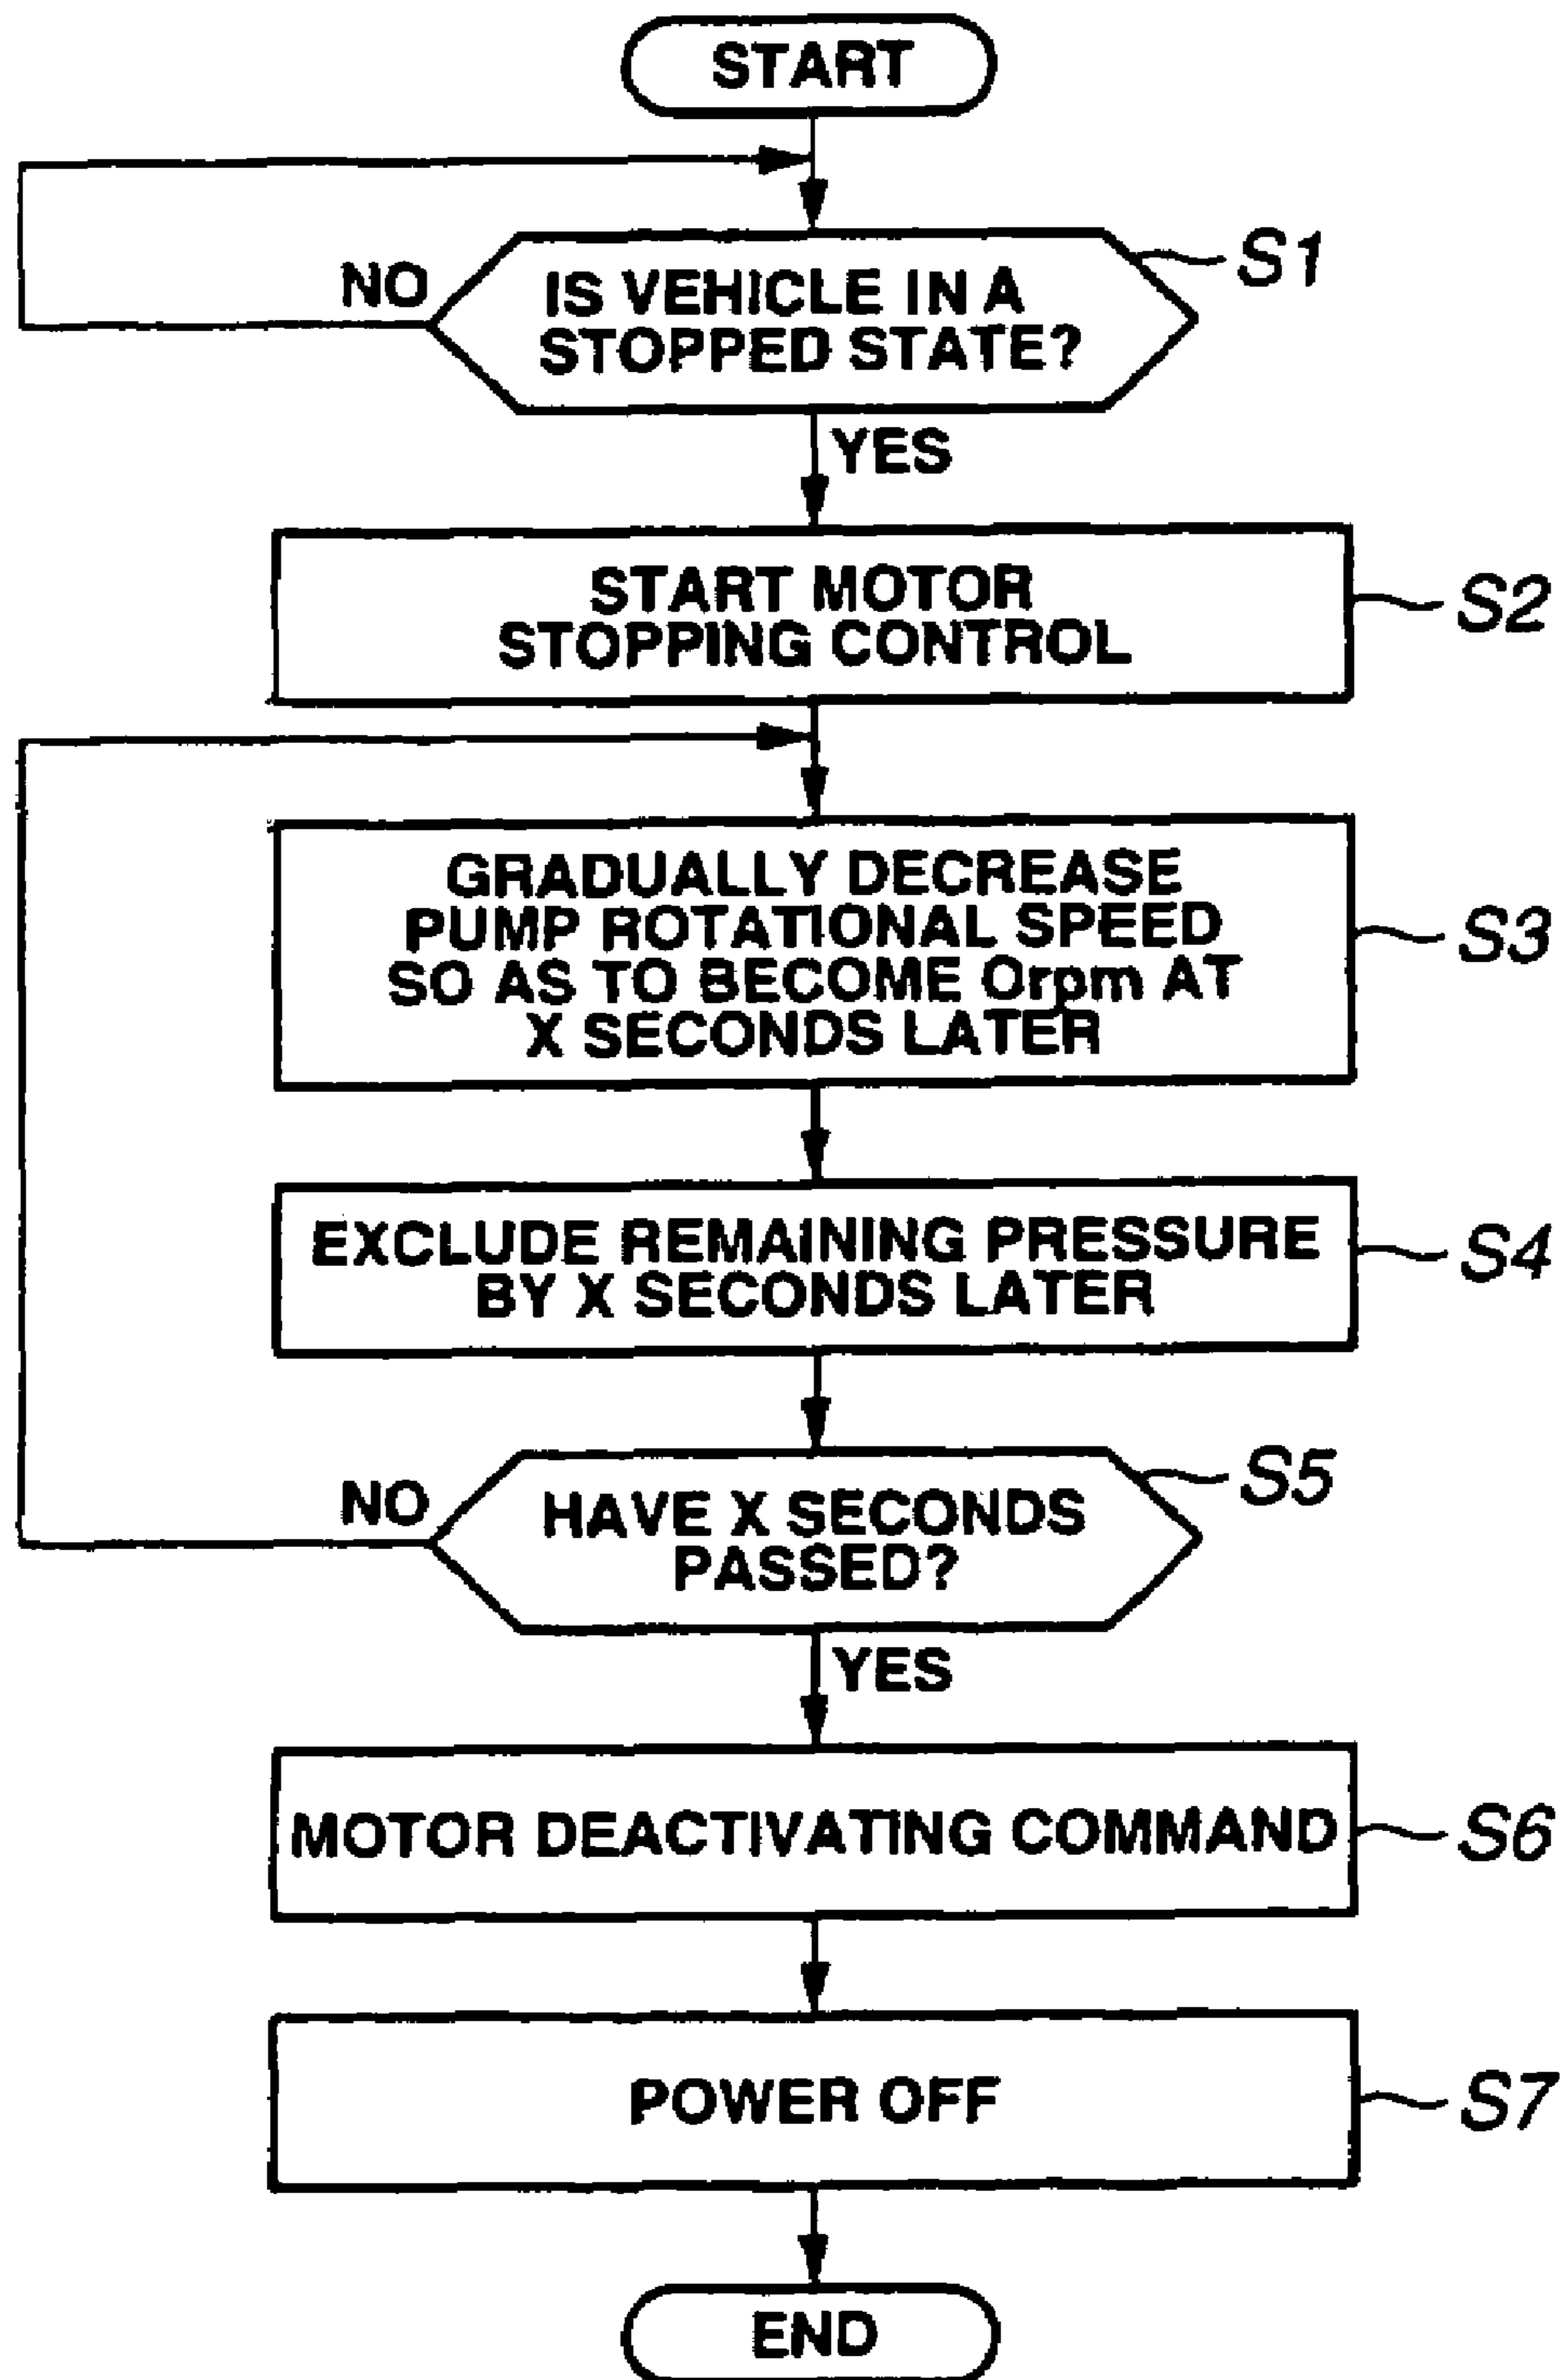 START
NO
IS VEHICLE IN A
STOPPED STATE?
S1
YES
START MOTOR
STOPPING CONTROL
S2
GRADUALLY DECREASE
PUMP ROTATIONAL SPEED
SO AS TO BECOME 0rpm AT
X SECONDS LATER
S3
EXCLUDE REMAINING PRESSURE
BY X SECONDS LATER
S4
NO
HAVE X SECONDS
PASSED?
S5
YES
MOTOR DEACTIVATING COMMAND
S6
POWER OFF
S7
END